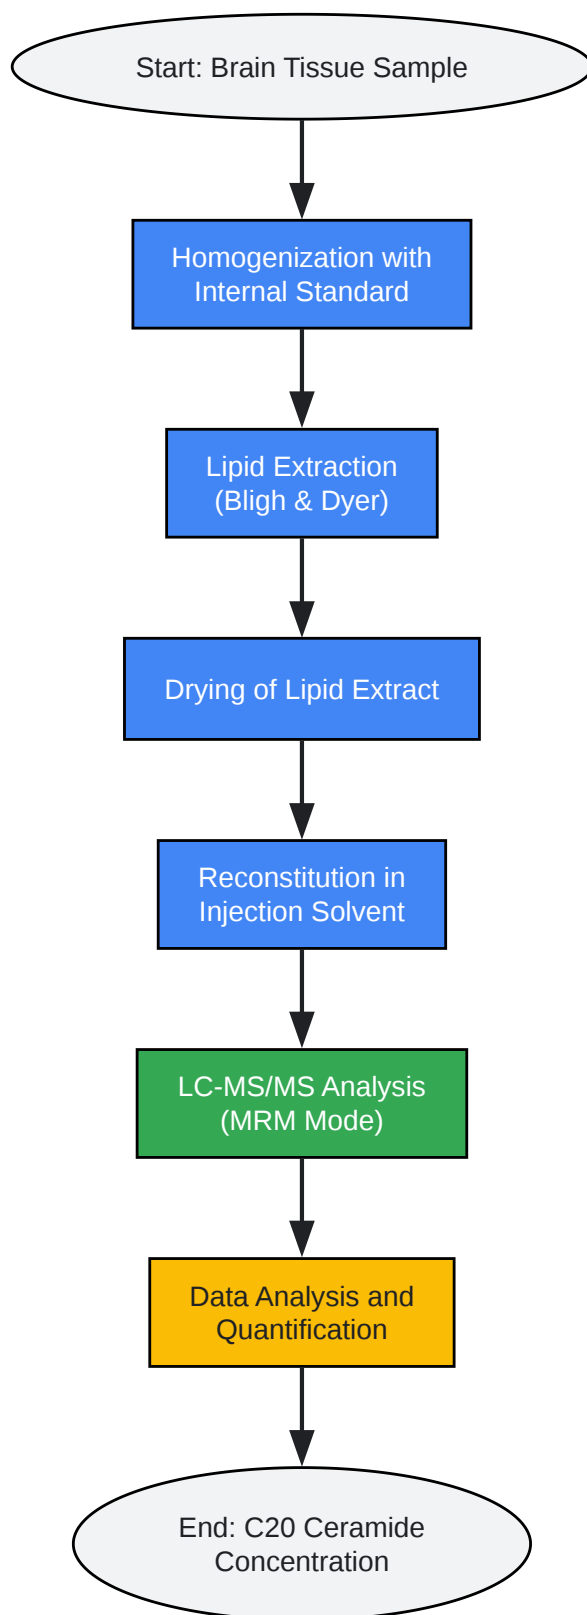 Start: Brain Tissue Sample
Homogenization with
Internal Standard
Lipid Extraction
(Bligh & Dyer)
Drying of Lipid Extract
Reconstitution in
Injection Solvent
LC-MS/MS Analysis
(MRM Mode)
Data Analysis and
Quantification
End: C20 Ceramide
Concentration